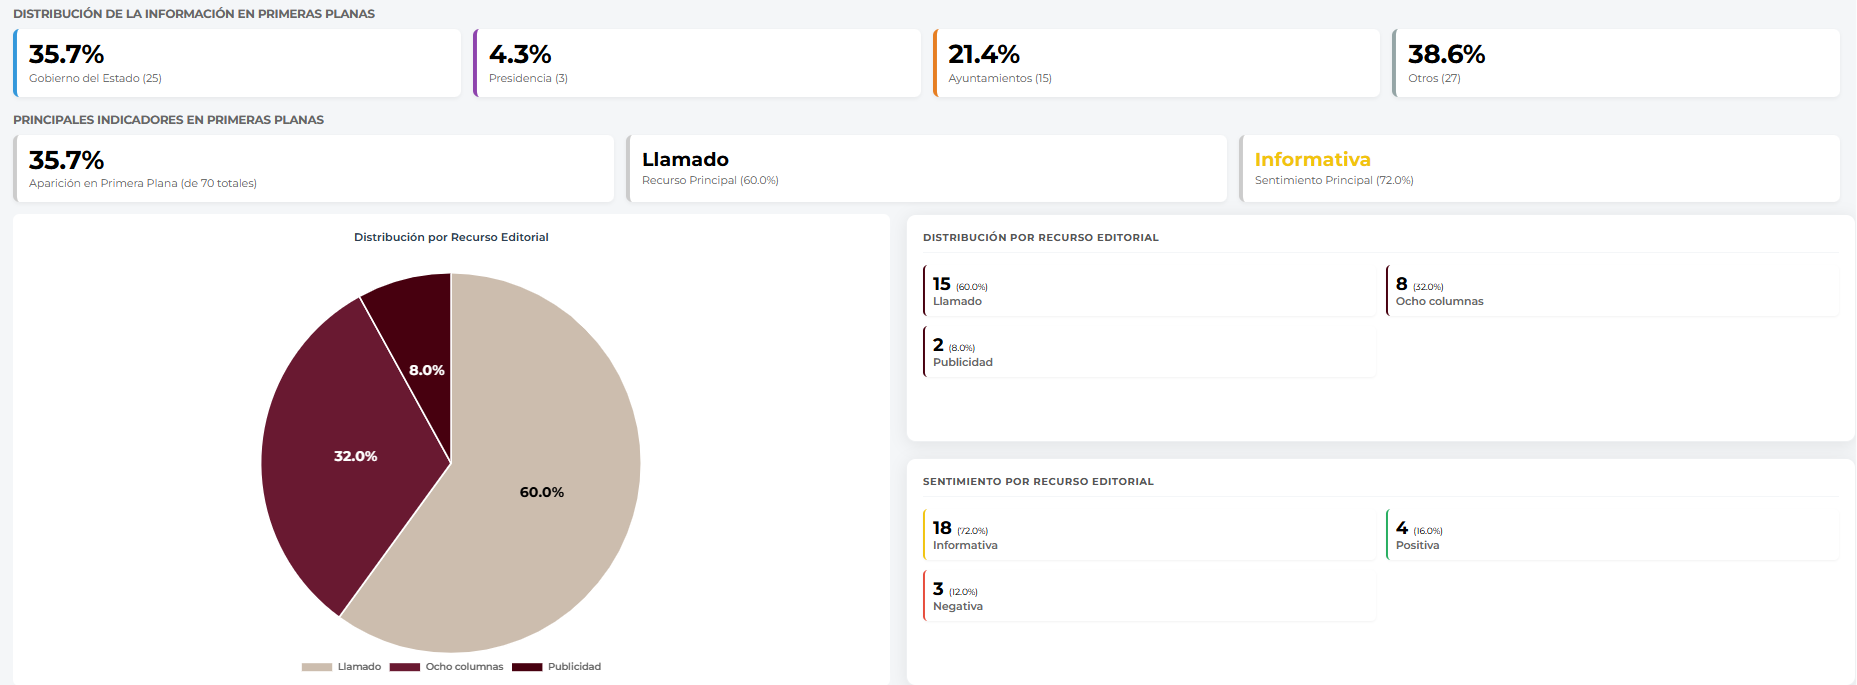 DISTRIBUCIÓN DE LA INFORMACIÓN EN PRIMERAS PLANAS
35.7%
Gobierno del Estado (25)
4.3%
Presidencia (3)
21.4%
Ayuntamientos (15)
38.6%
Otros (27)
PRINCIPALES INDICADORES EN PRIMERAS PLANAS
35.7%
Aparición en Primera Plana (de 70 totales)
Llamado
Recurso Principal (60.0%)
Informativa
Sentimiento Principal (72.0%)
Distribución por Recurso Editorial
8.0%
32.0%
60.0%
Llamado
Ocho columnas
Publicidad
DISTRIBUCIÓN POR RECURSO EDITORIAL
15 (60.0%)
Llamado
8 (32.0%)
Ocho columnas
2 (8.0%)
Publicidad
SENTIMIENTO POR RECURSO EDITORIAL
18 (72.0%)
Informativa
4 (16.0%)
Positiva
3 (12.0%)
Negativa